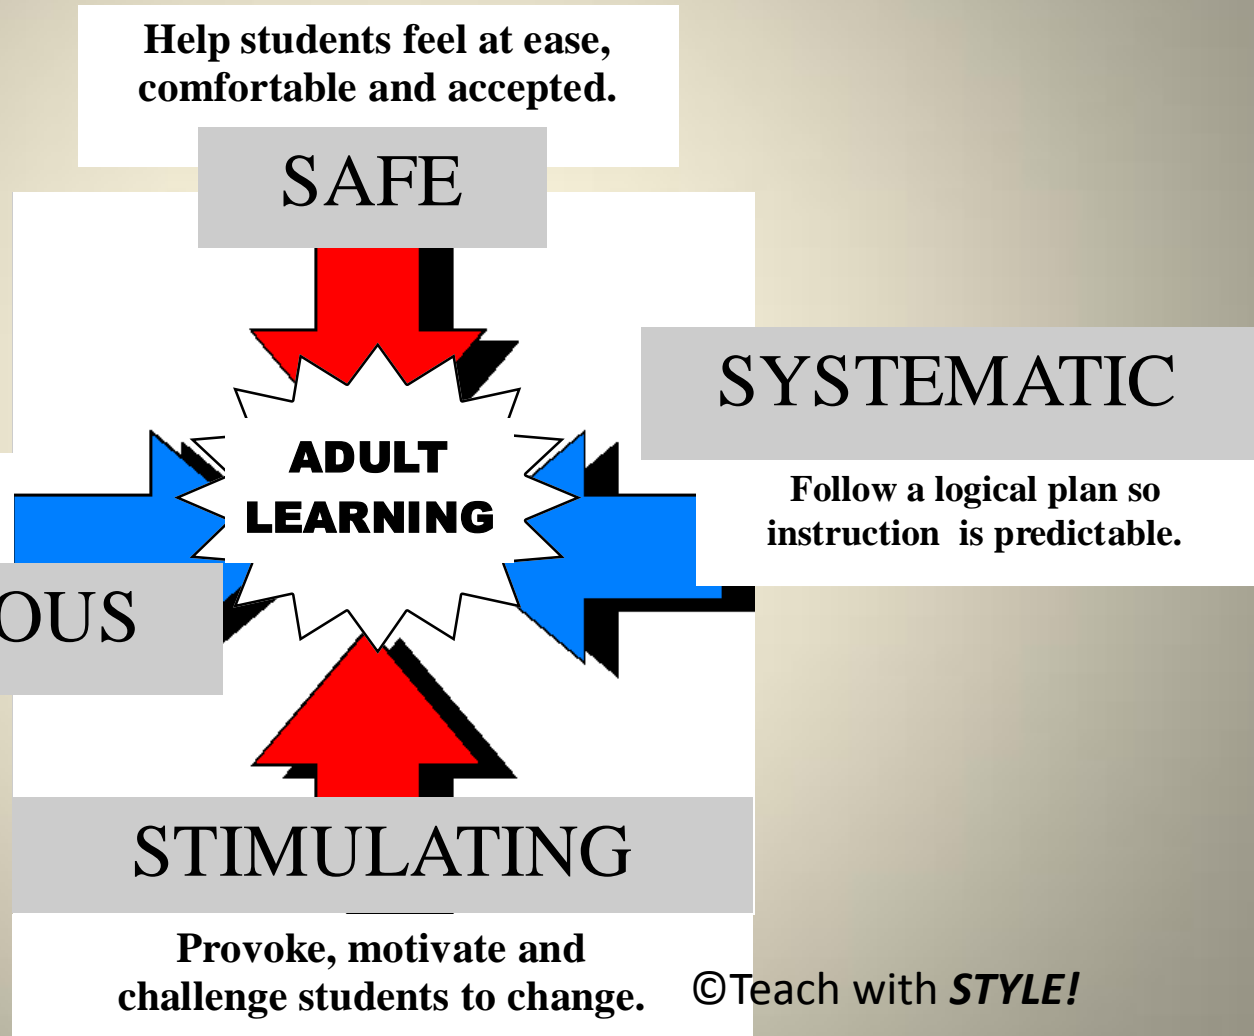 Help students feel at ease,
comfortable and accepted.
SAFE
SYSTEMATIC
ADULT
LEARNING
Follow a logical plan so
instruction  is predictable.
OUS
STIMULATING
Provoke, motivate and
challenge students to change.
©Teach with STYLE!